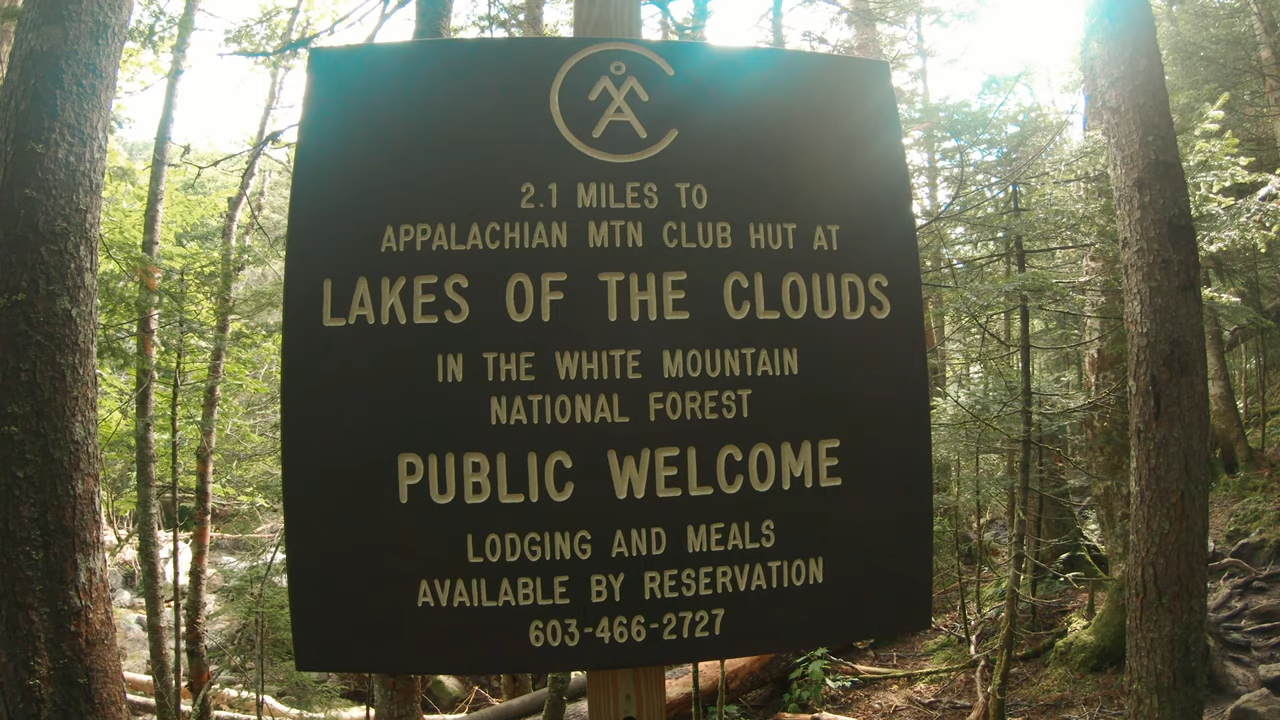 2.1 MILES TO
APPALACHIAN MTN CLUB HUT AT
LAKES OF THE CLOUDS
IN THE WHITE MOUNTAIN
NATIONAL FOREST
PUBLIC WELCOME
LODGING AND MEALS
AVAILABLE BY RESERVATION
603-466-2727